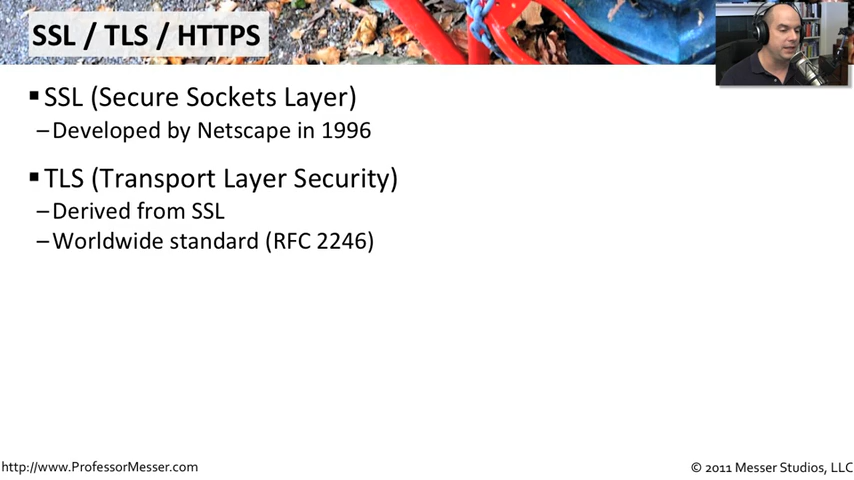 SSL / TLS / HTTPS
▪ SSL (Secure Sockets Layer)
– Developed by Netscape in 1996
▪ TLS (Transport Layer Security)
– Derived from SSL
– Worldwide standard (RFC 2246)
http://www.ProfessorMesser.com
© 2011 Messer Studios, LLC